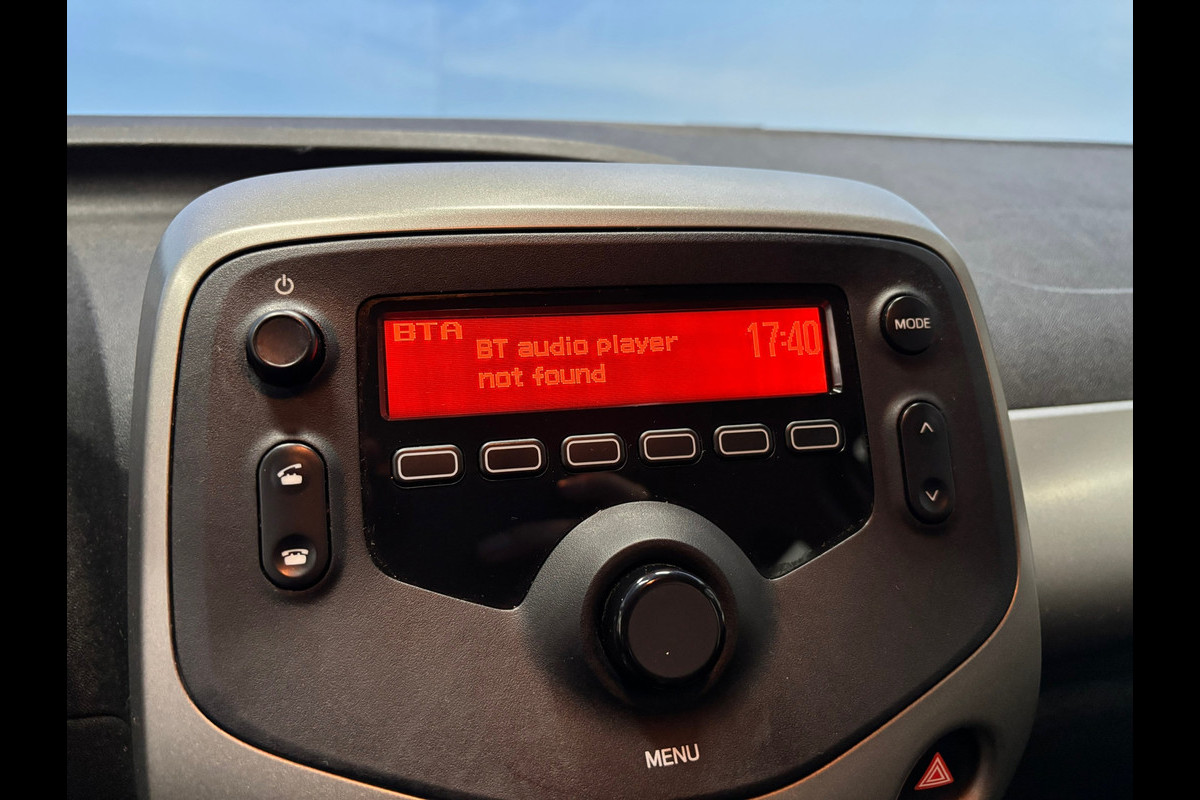 BTA
BT audio player
not found
17:40
MODE
MENU